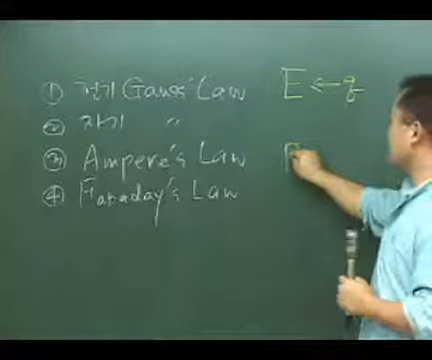 ① 전기 Gauss' Law E ← q
② 자기 〃
③ Ampere's Law
④ Faraday's Law